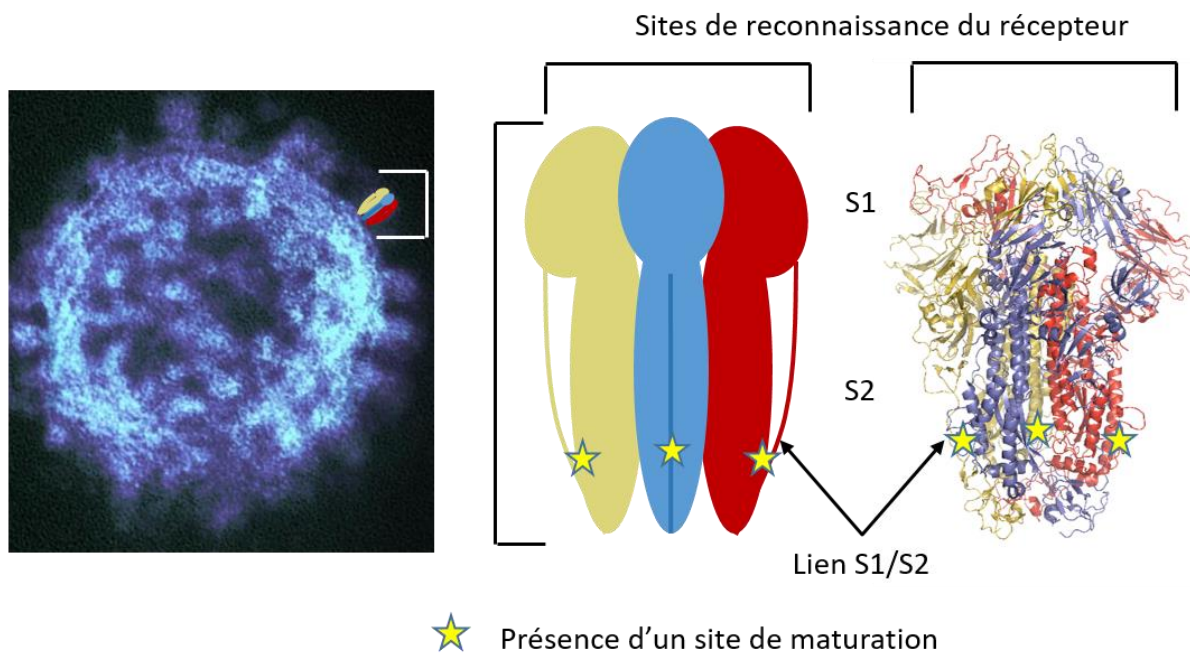 Sites de reconnaissance du récepteur
S1
S2
Lien S1/S2
Présence d’un site de maturation